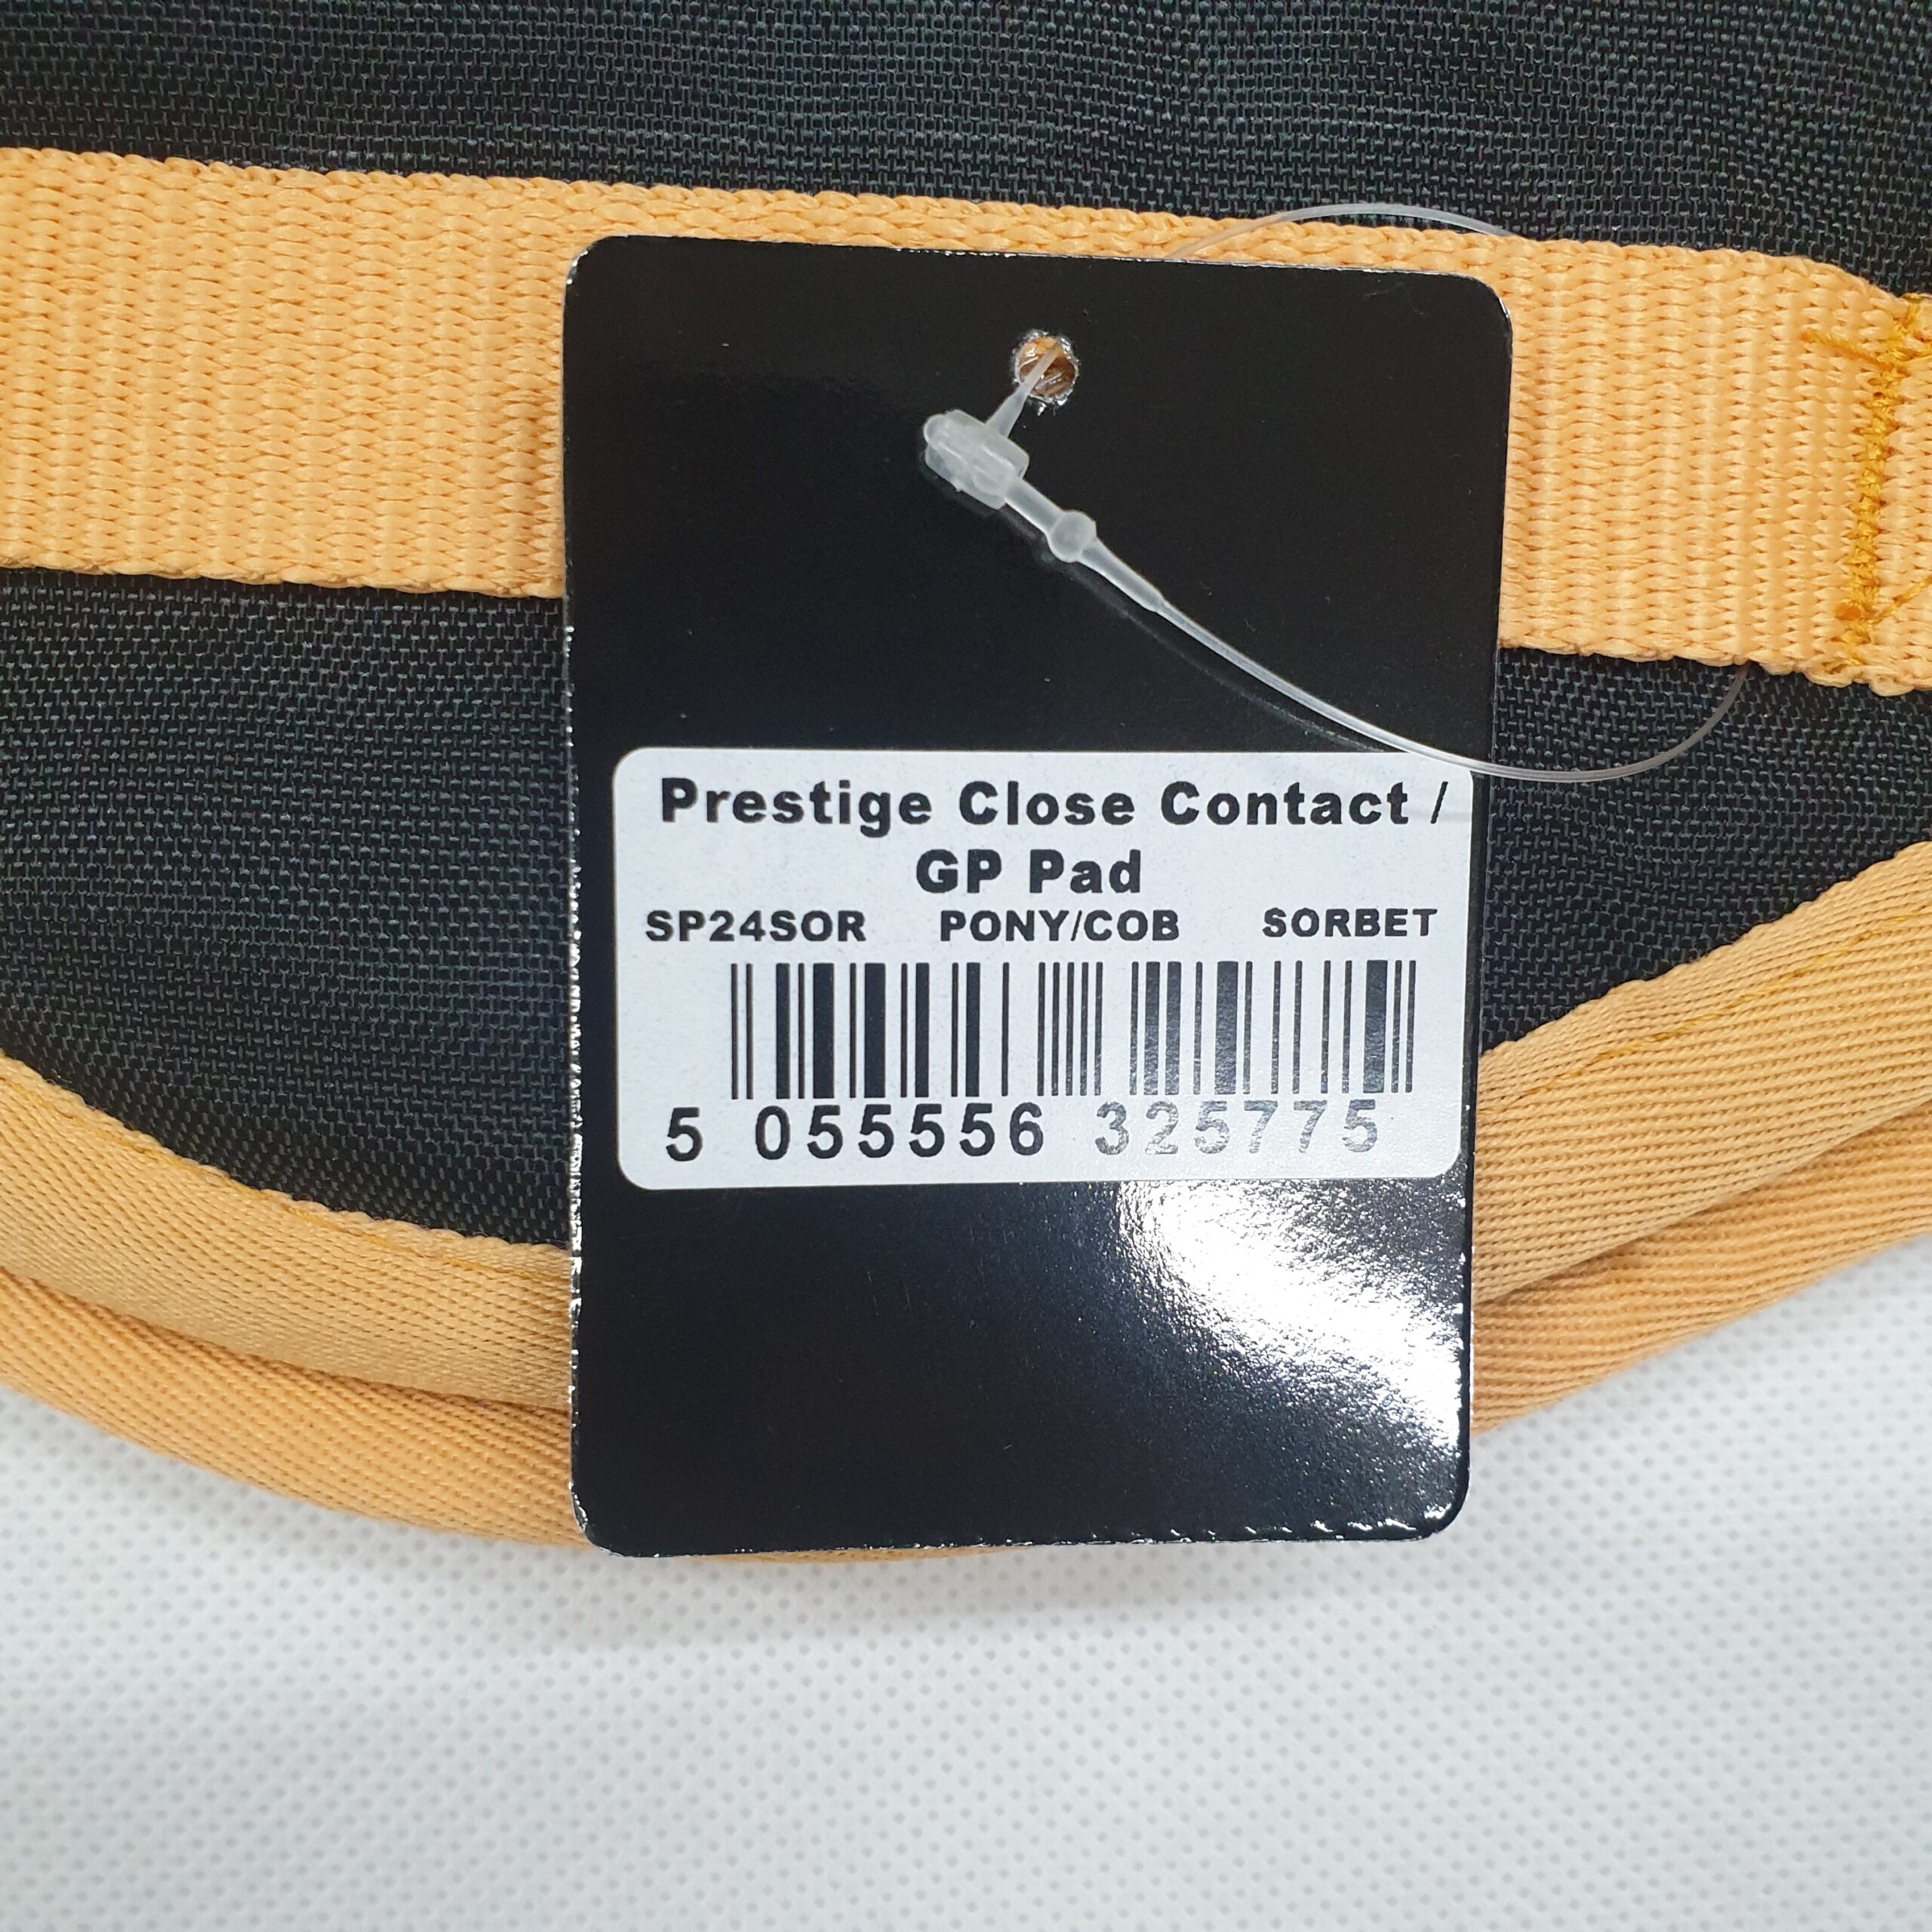 Prestige Close Contact /
GP Pad
SP24SOR PONY/COB SORBET
5 055556 325775